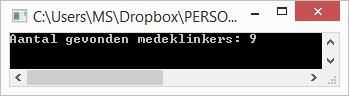 C:\Users\MS\Dropbox\PERSO...
Aantal gevonden medeklinkers: 9